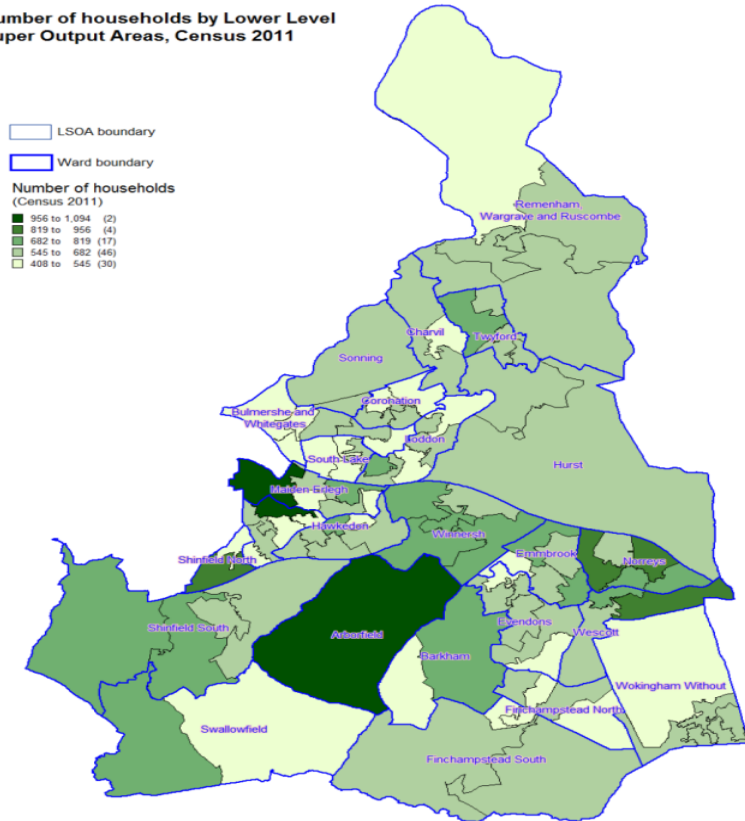 umber of households by Lower Level
uper Output Areas, Census 2011
LSOA boundary
Ward boundary
Number of households
(Census 2011)
956 to 1,094 (2)
819 to 956 (4)
682 to 819 (17)
545 to 682 (46)
408 to 545 (30)
Remenham,
Wargrave and Ruscombe
Charvil
Twyford
Sonning
Coronation
Bulmershe and
Whitegates
Loddon
South Lake
Hurst
Maiden Erlegh
Hawkedon
Winnersh
Emmbrook
Norreys
Shinfield North
Shinfield South
Arborfield
Evendons
Wescott
Barkham
Wokingham Without
Finchampstead North
Swallowfield
Finchampstead South